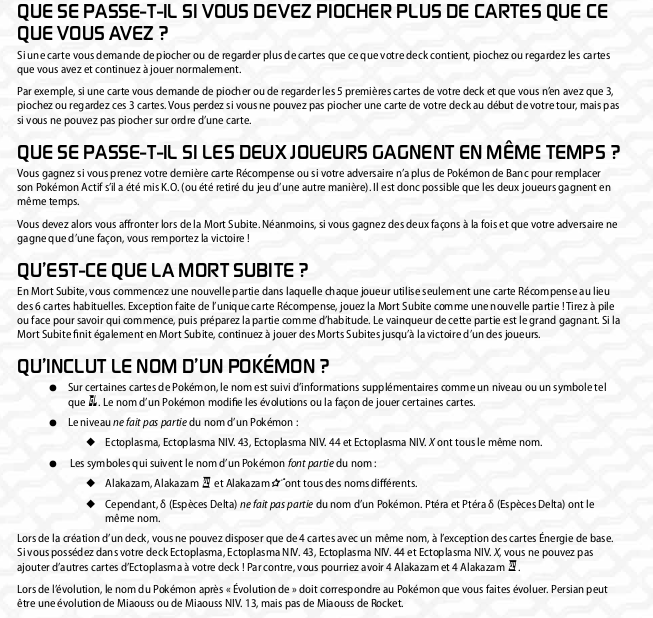 QUE SE PASSE-T-IL SI VOUS DEVEZ PIOCHER PLUS DE CARTES QUE CE
QUE VOUS AVEZ ?
Si une carte vous demande de piocher ou de regarder plus de cartes que ce que votre deck contient, piochez ou regardez les cartes
que vous avez et continuez à jouer normalement.
Par exemple, si une carte vous demande de piocher ou de regarder les 5 premières cartes de votre deck et que vous n'en avez que 3,
piochez ou regardez ces 3 cartes. Vous perdez si vous ne pouvez pas piocher une carte de votre deck au début de votre tour, mais pas
si vous ne pouvez pas piocher sur ordre d'une carte.
QUE SE PASSE-T-IL SI LES DEUX JOUEURS GAGNENT EN MÊME TEMPS ?
Vous gagnez si vous prenez votre dernière carte Récompense ou si votre adversaire n'a plus de Pokémon de Banc pour remplacer
son Pokémon Actif s'il a été mis K.O. (ou été retiré du jeu d'une autre manière). Il est donc possible que les deux joueurs gagnent en
même temps.
Vous devez alors vous affronter lors de la Mort Subite. Néanmoins, si vous gagnez des deux façons à la fois et que votre adversaire ne
gagne que d'une façon, vous remportez la victoire !
QU'EST-CE QUE LA MORT SUBITE ?
En Mort Subite, vous commencez une nouvelle partie dans laquelle chaque joueur utilise seulement une carte Récompense au lieu
des 6 cartes habituelles. Exception faite de l'unique carte Récompense, jouez la Mort Subite comme une nouvelle partie ! Tirez à pile
ou face pour savoir qui commence, puis préparez la partie comme d'habitude. Le vainqueur de cette partie est le grand gagnant. Si la
Mort Subite finit également en Mort Subite, continuez à jouer des Morts Subites jusqu'à la victoire d'un des joueurs.
QU'INCLUT LE NOM D'UN POKÉMON ?
● Sur certaines cartes de Pokémon, le nom est suivi d'informations supplémentaires comme un niveau ou un symbole tel
que . Le nom d'un Pokémon modifie les évolutions ou la façon de jouer certaines cartes.
● Le niveau ne fait pas partie du nom d'un Pokémon :
◆ Ectoplasma, Ectoplasma NIV. 43, Ectoplasma NIV. 44 et Ectoplasma NIV. X ont tous le même nom.
● Les symboles qui suivent le nom d'un Pokémon font partie du nom :
◆ Alakazam, Alakazam et Alakazam ☆ ont tous des noms différents.
◆ Cependant, δ (Espèces Delta) ne fait pas partie du nom d'un Pokémon. Ptéra et Ptéra δ (Espèces Delta) ont le
même nom.
Lors de la création d'un deck, vous ne pouvez disposer que de 4 cartes avec un même nom, à l'exception des cartes Énergie de base.
Si vous possédez dans votre deck Ectoplasma, Ectoplasma NIV. 43, Ectoplasma NIV. 44 et Ectoplasma NIV. X, vous ne pouvez pas
ajouter d'autres cartes d'Ectoplasma à votre deck ! Par contre, vous pourriez avoir 4 Alakazam et 4 Alakazam .
Lors de l'évolution, le nom du Pokémon après « Évolution de » doit correspondre au Pokémon que vous faites évoluer. Persian peut
être une évolution de Miaouss ou de Miaouss NIV. 13, mais pas de Miaouss de Rocket.